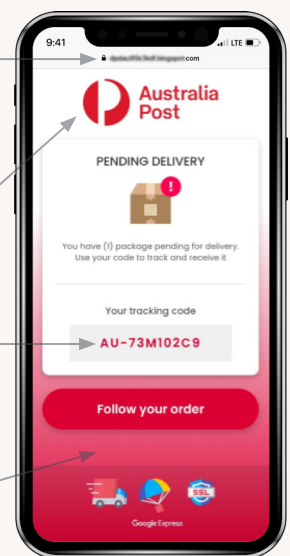 9:41
LTE
.com
Australia
Post
PENDING DELIVERY
!
You have (1) package pending for delivery.
Use your code to track and receive it
Your tracking code
AU-73M102C9
Follow your order
SSL
Google Express